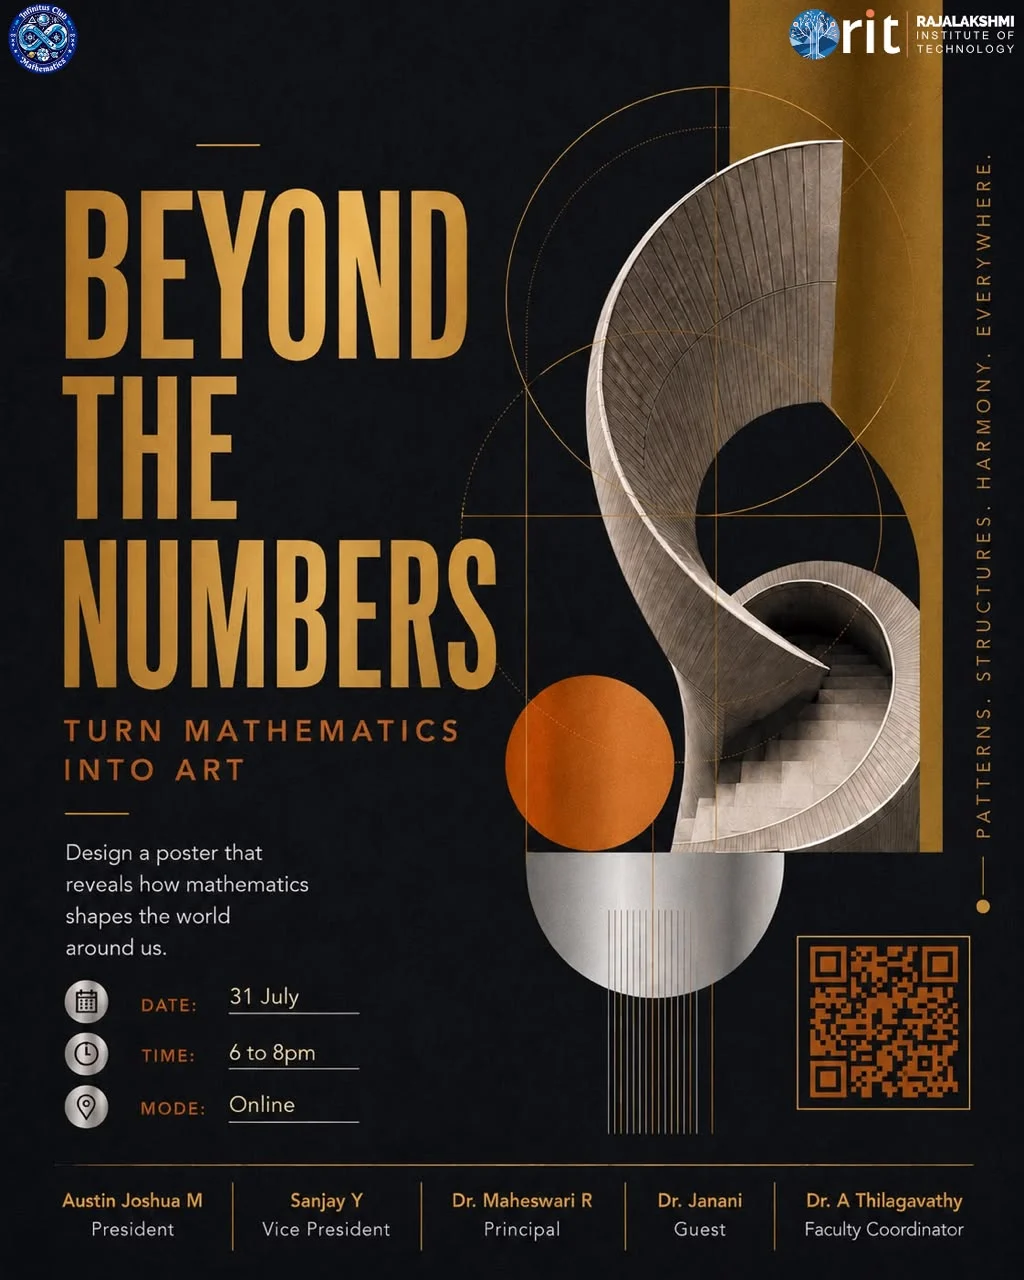 Infinitus Club
Mathematics
rit
RAJALAKSHMI
INSTITUTE OF
TECHNOLOGY
BEYOND
THE
NUMBERS
TURN MATHEMATICS
INTO ART
Design a poster that
reveals how mathematics
shapes the world
around us.
DATE: 31 July
TIME: 6 to 8pm
MODE: Online
PATTERNS. STRUCTURES. HARMONY. EVERYWHERE.
Austin Joshua M
President
Sanjay Y
Vice President
Dr. Maheswari R
Principal
Dr. Janani
Guest
Dr. A Thilagavathy
Faculty Coordinator